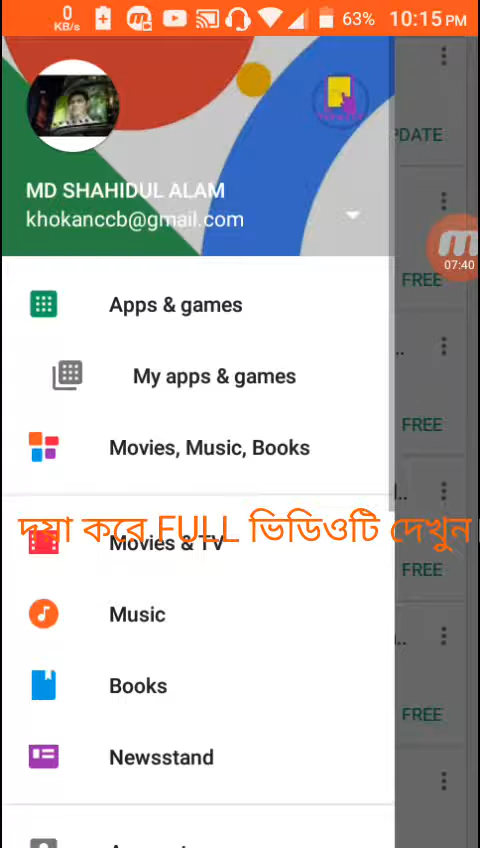 0 KB/s 63% 10:15 PM
UPDATE
MD SHAHIDUL ALAM
khokanccb@gmail.com
07:40
FREE
Apps & games
My apps & games
FREE
Movies, Music, Books
দয়া করে FULL ভিডিওটি দেখুন
Movies & TV
FREE
Music
Books
FREE
Newsstand